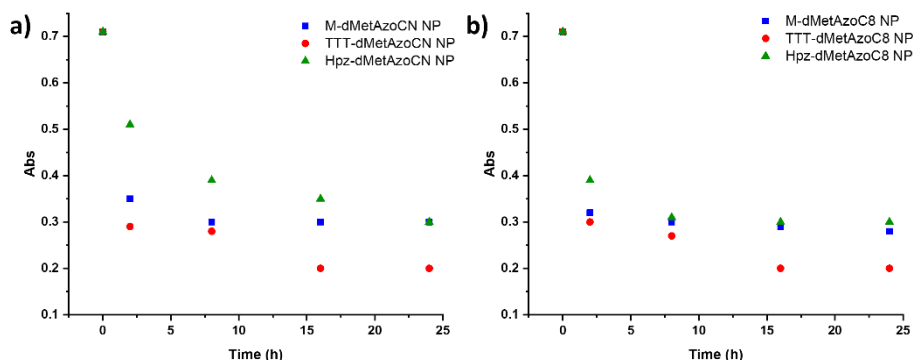 a)
M-dMetAzoCN NP
TTT-dMetAzoCN NP
Hpz-dMetAzoCN NP
0.7
0.6
0.5
0.4
0.3
0.2
0.1
Abs
0 5 10 15 20 25
Time (h)
b)
M-dMetAzoC8 NP
TTT-dMetAzoC8 NP
Hpz-dMetAzoC8 NP
0.7
0.6
0.5
0.4
0.3
0.2
0.1
Abs
0 5 10 15 20 25
Time (h)